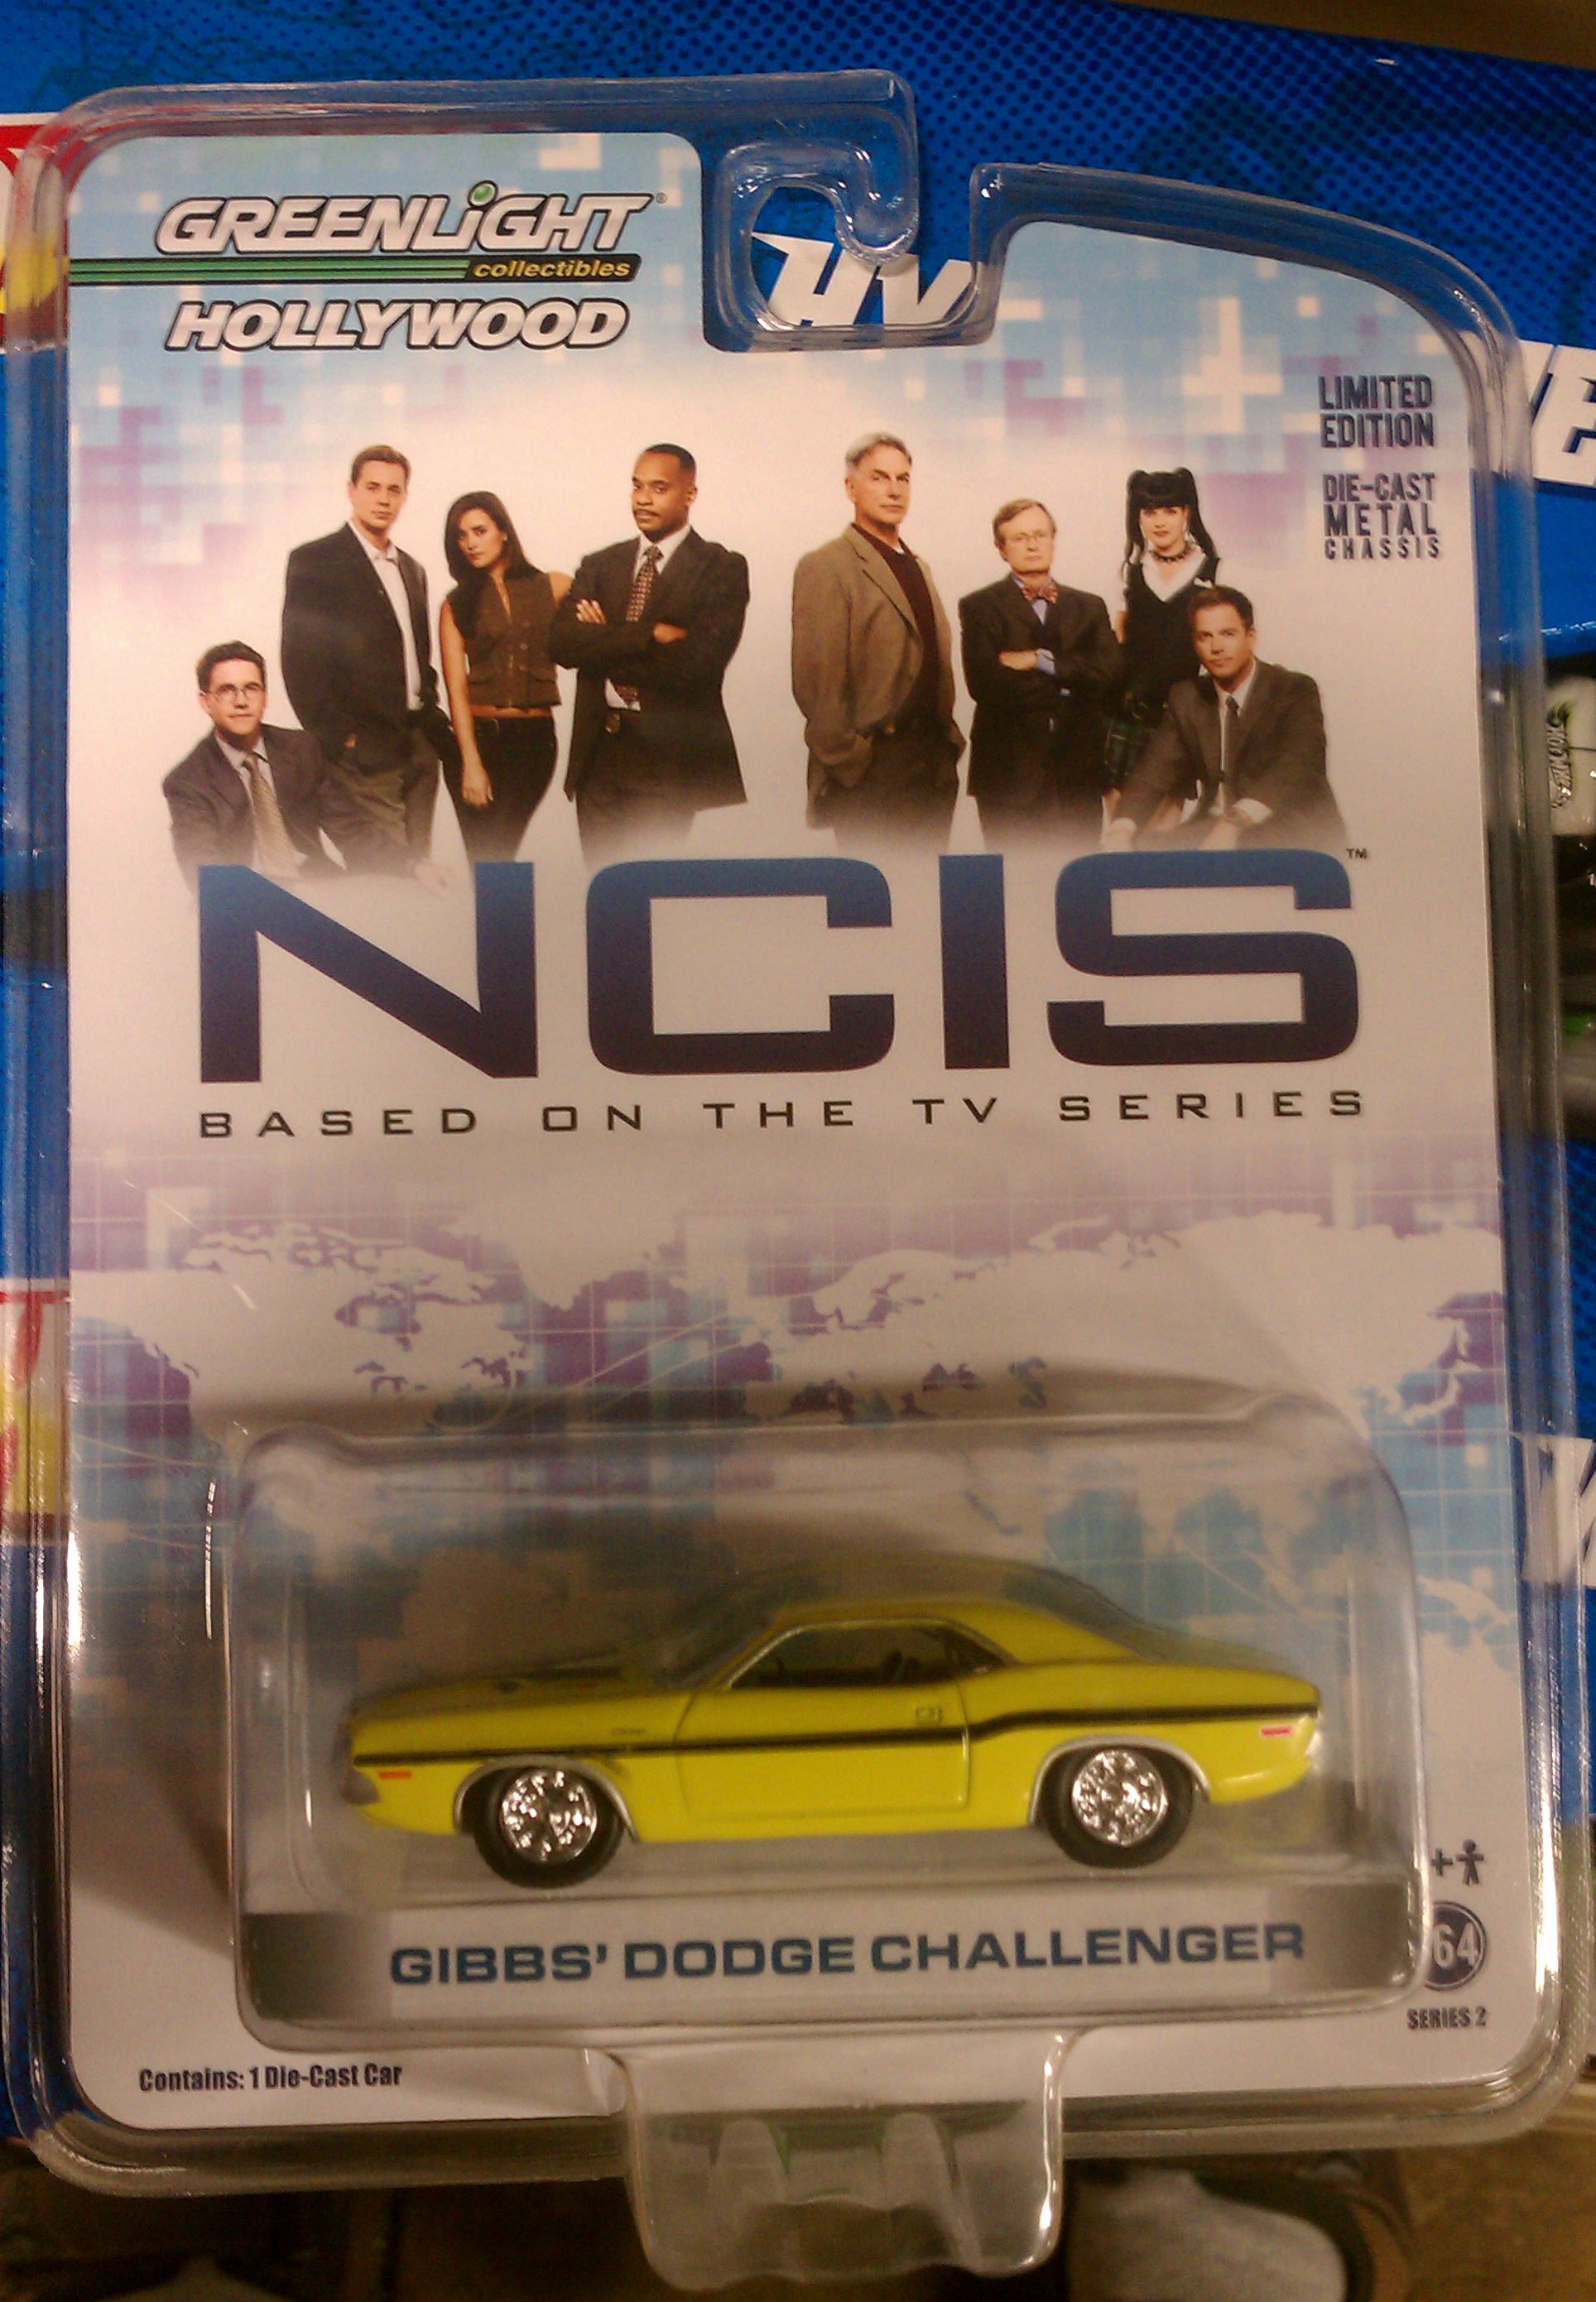 GREENLiGHT®
collectibles
HOLLYWOOD
LIMITED
EDITION
DIE-CAST
METAL
CHASSIS
NCIS™
BASED ON THE TV SERIES
GIBBS' DODGE CHALLENGER
64
SERIES 2
Contains: 1 Die-Cast Car